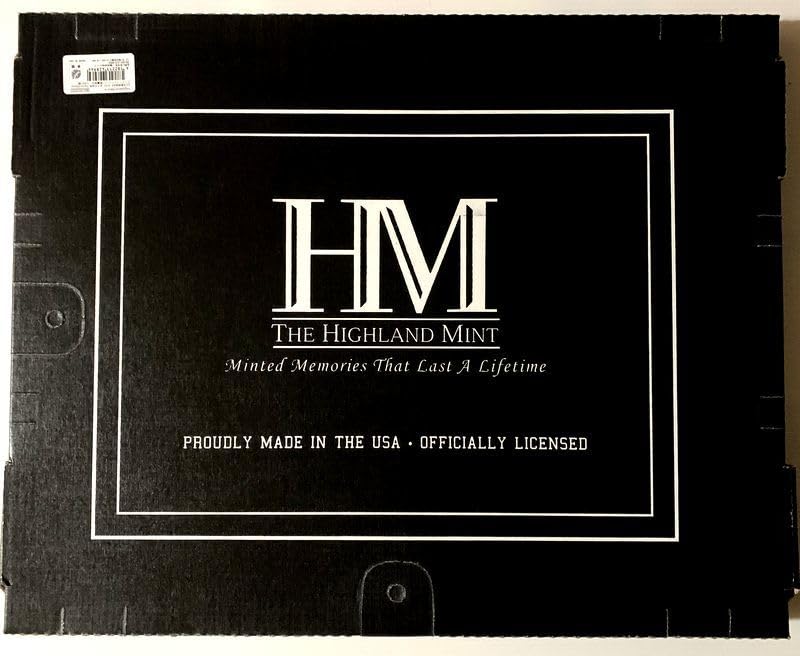 HM
THE HIGHLAND MINT
Minted Memories That Last A Lifetime
PROUDLY MADE IN THE USA • OFFICIALLY LICENSED